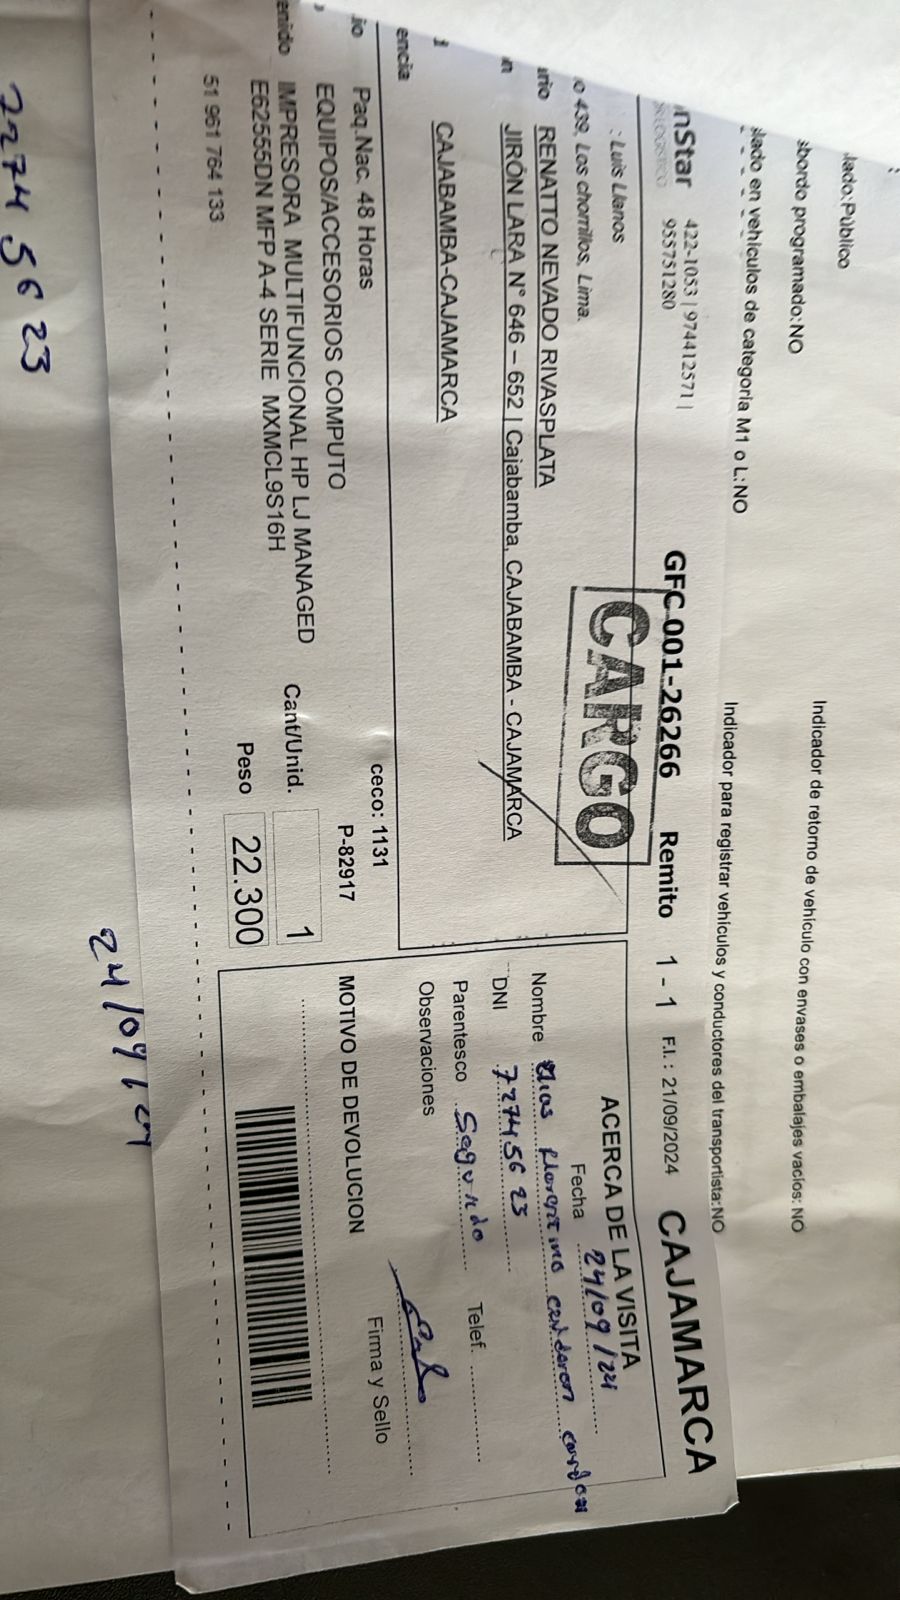 lado:Público
sbordo programado:NO
Indicador de retorno de vehículo con envases o embalajes vacíos: NO
lado en vehículos de categoría M1 o L:NO
Indicador para registrar vehículos y conductores del transportista:NO
nStar 422-1053 | 974412571 |
955751280
GFC-001-26266 Remito 1 - 1 F.I.: 21/09/2024 CAJAMARCA
: Luis Llanos
o 439, Los chorrillos, Lima.
CARGO
ario RENATTO NEVADO RIVASPLATA
n JIRÓN LARA N° 646 – 652 | Cajabamba, CAJABAMBA - CAJAMARCA
CAJABAMBA-CAJAMARCA
encia
io Paq.Nac. 48 Horas
ceco: 1131
EQUIPOS/ACCESORIOS COMPUTO
P-82917
enido IMPRESORA MULTIFUNCIONAL HP LJ MANAGED
E62555DN MFP A-4 SERIE MXMCL9S16H
Cant/Unid. 1
Peso 22.300
51 961 764 133
ACERCA DE LA VISITA
Fecha 24/09/24
Nombre
DNI 72745623
Parentesco Segundo Telef.
Observaciones
Firma y Sello
MOTIVO DE DEVOLUCION
72745623
24/09/24